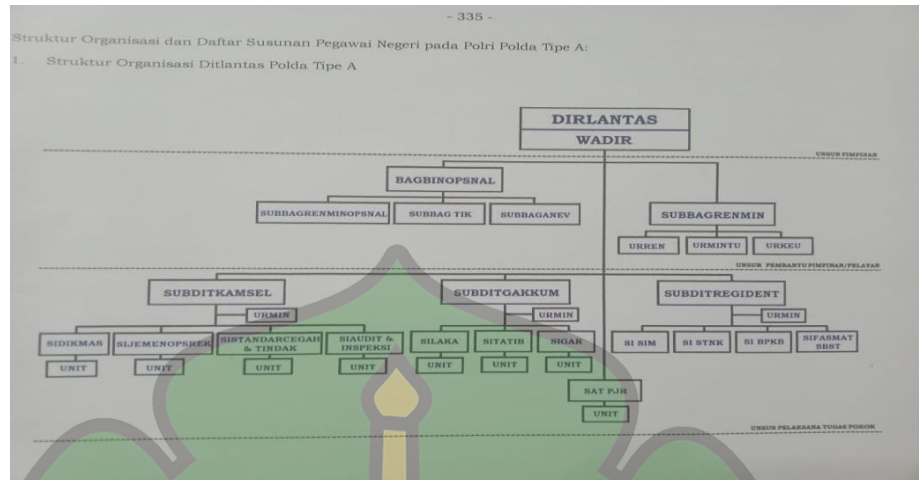 - 335 -
Struktur Organisasi dan Daftar Susunan Pegawai Negeri pada Polri Polda Tipe A:
1. Struktur Organisasi Ditlantas Polda Tipe A
DIRLANTAS
WADIR
UNSUR PIMPINAN
BAGBINOPSNAL
SUBBAGRENMINOPSNAL SUBBAG TIK SUBBAGANEV
SUBBAGRENMIN
URREN URMINTU URKEU
UNSUR PEMBANTU PIMPINAN/PELAYAN
SUBDITKAMSEL SUBDITGAKKUM SUBDITREGIDENT
URMIN URMIN URMIN
SIDIKMAS SIJEMENOPSREK SISTANDARCEGAH & TINDAK SIAUDIT & INSPEKSI SILAKA SITATIB SIGAR SI SIM SI STNK SI BPKB SIFASMAT SBST
UNIT UNIT UNIT UNIT UNIT UNIT UNIT
SAT PJR
UNIT
UNSUR PELAKSANA TUGAS POKOK